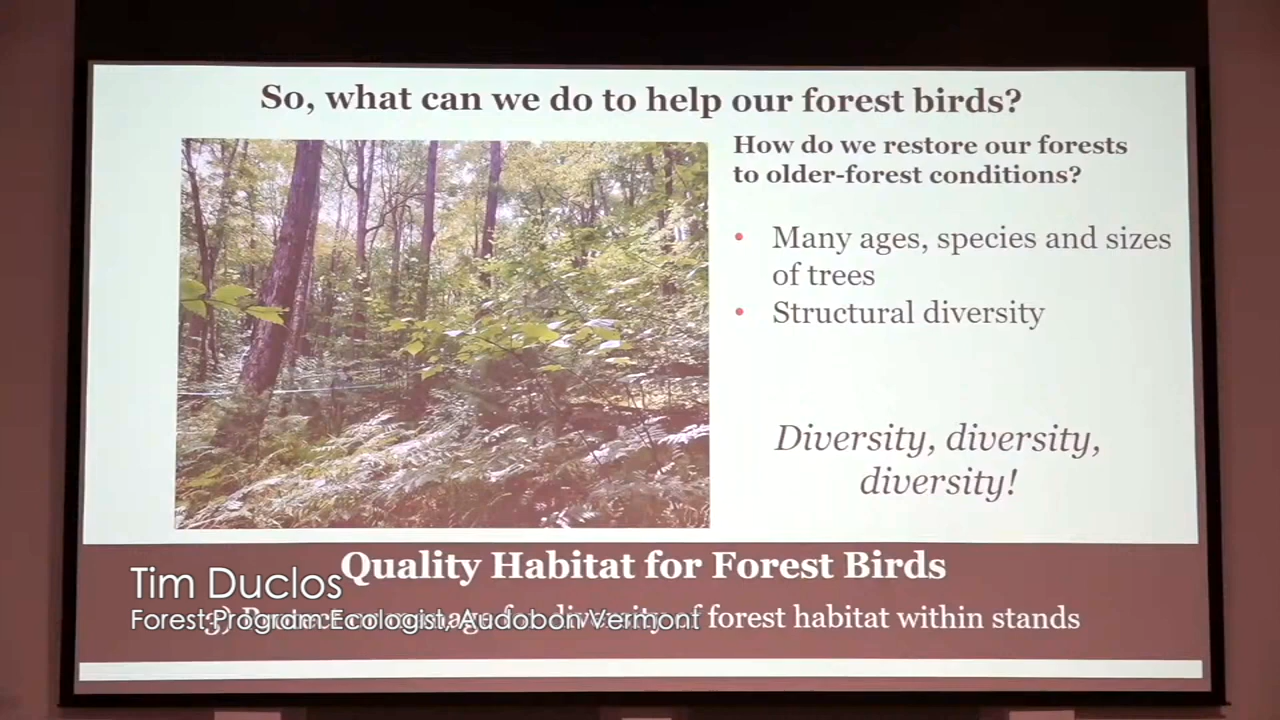 So, what can we do to help our forest birds?
How do we restore our forests
to older-forest conditions?
• Many ages, species and sizes
of trees
• Structural diversity
Diversity, diversity,
diversity!
Quality Habitat for Forest Birds
Tim Duclos
Forest Program Ecologist, Audobon Vermont
3) diversity of forest habitat within stands